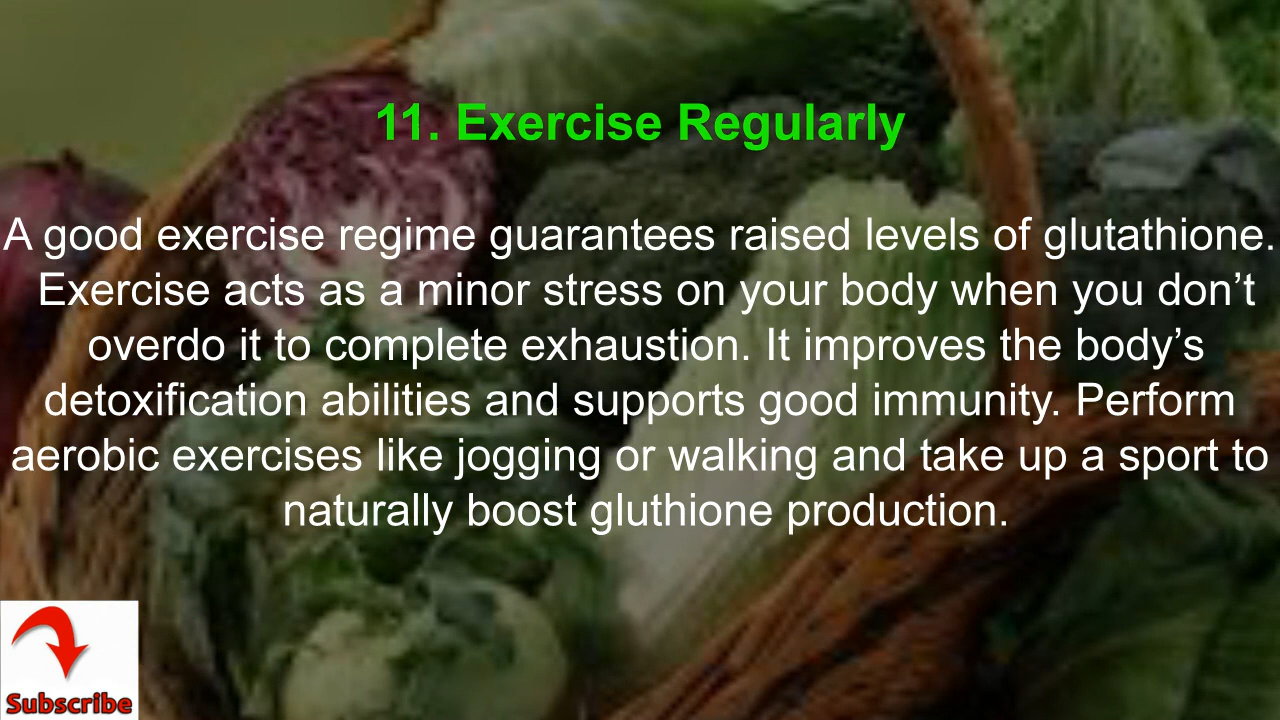 11. Exercise Regularly
A good exercise regime guarantees raised levels of glutathione.
Exercise acts as a minor stress on your body when you don’t
overdo it to complete exhaustion. It improves the body’s
detoxification abilities and supports good immunity. Perform
aerobic exercises like jogging or walking and take up a sport to
naturally boost gluthione production.
Subscribe